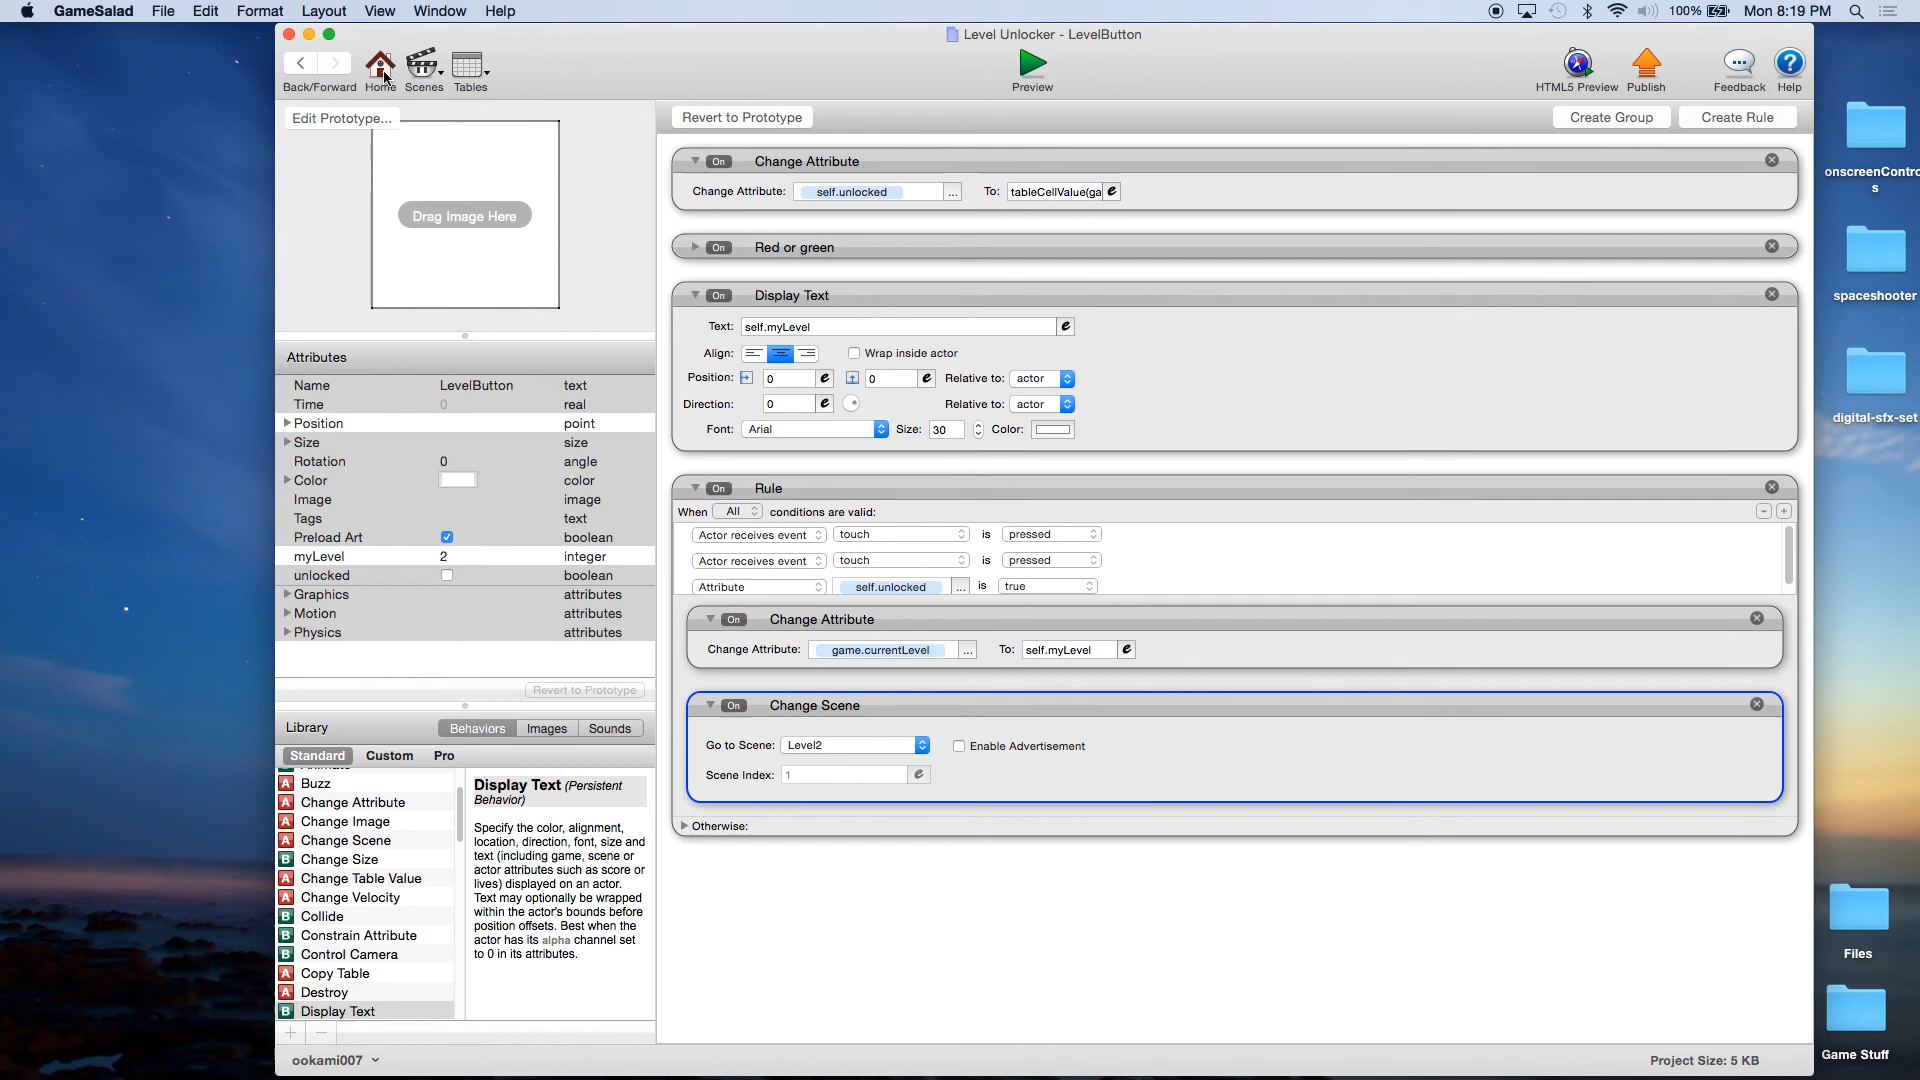 GameSalad File Edit Format Layout View Window Help 100% Mon 8:19 PM
Level Unlocker - LevelButton
Back/Forward Home Scenes Tables Preview HTML5 Preview Publish Feedback Help
Edit Prototype...
Drag Image Here
Attributes
Name LevelButton text
Time 0 real
Position point
Size size
Rotation 0 angle
Color color
Image image
Tags text
Preload Art boolean
myLevel 2 integer
unlocked boolean
Graphics attributes
Motion attributes
Physics attributes
Revert to Prototype
Library Behaviors Images Sounds
Standard Custom Pro
Buzz
Change Attribute
Change Image
Change Scene
Change Size
Change Table Value
Change Velocity
Collide
Constrain Attribute
Control Camera
Copy Table
Destroy
Display Text
Display Text (Persistent
Behavior)
Specify the color, alignment,
location, direction, font, size and
text (including game, scene or
actor attributes such as score or
lives) displayed on an actor.
Text may optionally be wrapped
within the actor's bounds before
position offsets. Best when the
actor has its alpha channel set
to 0 in its attributes.
ookami007
Revert to Prototype Create Group Create Rule
On Change Attribute
Change Attribute: self.unlocked ... To: tableCellValue(ga e
On Red or green
On Display Text
Text: self.myLevel e
Align: Wrap inside actor
Position: 0 e 0 e Relative to: actor
Direction: 0 e Relative to: actor
Font: Arial Size: 30 Color:
On Rule
When All conditions are valid:
Actor receives event touch is pressed
Actor receives event touch is pressed
Attribute self.unlocked ... is true
On Change Attribute
Change Attribute: game.currentLevel ... To: self.myLevel e
On Change Scene
Go to Scene: Level2 Enable Advertisement
Scene Index: 1 e
Otherwise:
Project Size: 5 KB
onscreenContro
s
spaceshooter
digital-sfx-set
Files
Game Stuff